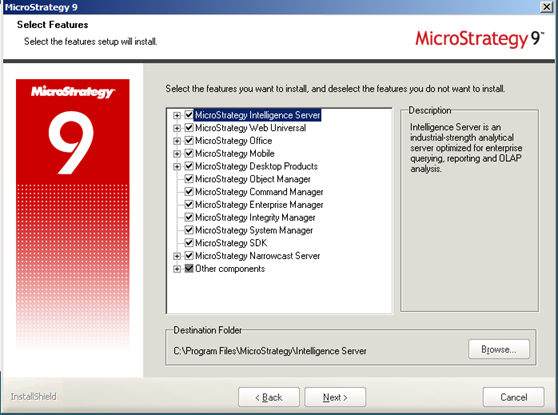 MicroStrategy 9
Select Features
Select the features setup will install.
MicroStrategy 9™
MicroStrategy™
9
Select the features you want to install, and deselect the features you do not want to install.
MicroStrategy Intelligence Server
MicroStrategy Web Universal
MicroStrategy Office
MicroStrategy Mobile
MicroStrategy Desktop Products
MicroStrategy Object Manager
MicroStrategy Command Manager
MicroStrategy Enterprise Manager
MicroStrategy Integrity Manager
MicroStrategy System Manager
MicroStrategy SDK
MicroStrategy Narrowcast Server
Other components
Description
Intelligence Server is an
industrial-strength analytical
server optimized for enterprise
querying, reporting and OLAP
analysis.
Destination Folder
C:\Program Files\MicroStrategy\Intelligence Server
Browse...
InstallShield
< Back
Next >
Cancel